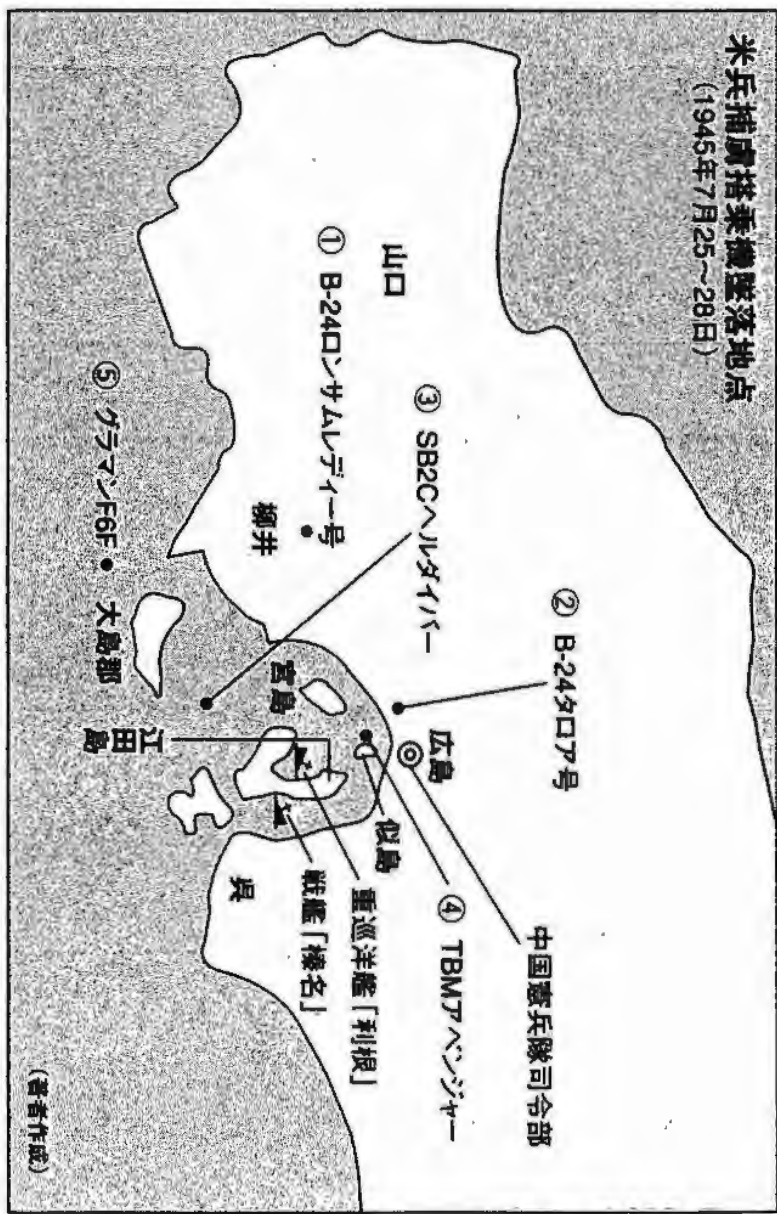 米兵捕虜搭乗機墜落地点
(1945年7月25～28日)
山口
① B-24ロンサムレディー号
柳井
③ SB2Cヘルダイバー
② B-24タロア号
⑤ グラマンF6F
大島郡
宮島
広島
江田島
似島
呉
④ TBMアベンジャー
中国憲兵隊司令部
重巡洋艦「利根」
戦艦「榛名」
(著者作成)